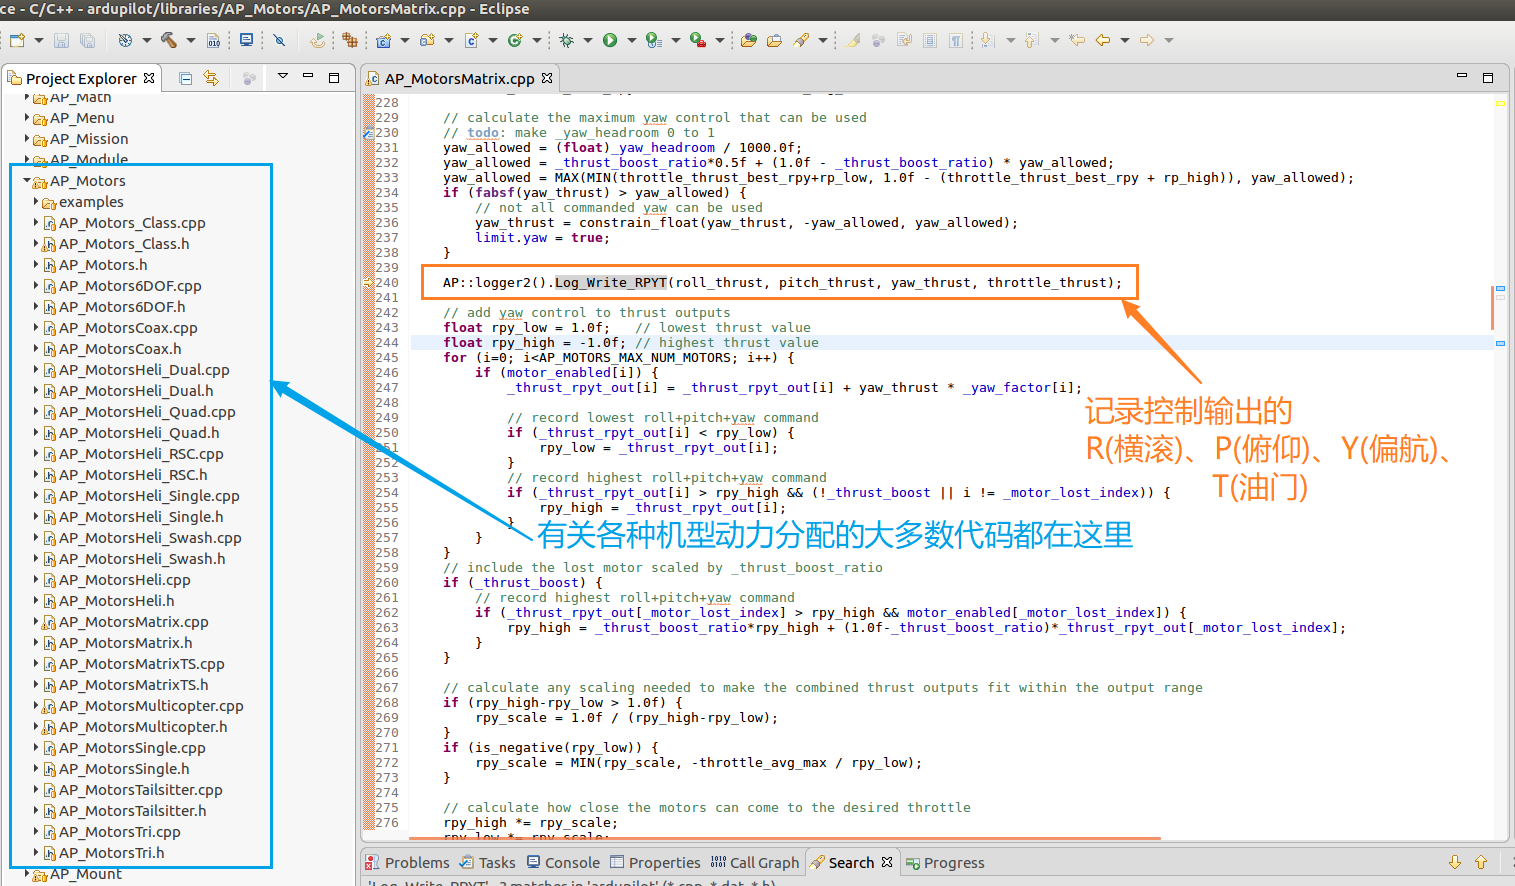 ce - C/C++ - ardupilot/libraries/AP_Motors/AP_MotorsMatrix.cpp - Eclipse
Project Explorer
AP_Math
AP_Menu
AP_Mission
AP_Module
AP_Motors
examples
AP_Motors_Class.cpp
AP_Motors_Class.h
AP_Motors.h
AP_Motors6DOF.cpp
AP_Motors6DOF.h
AP_MotorsCoax.cpp
AP_MotorsCoax.h
AP_MotorsHeli_Dual.cpp
AP_MotorsHeli_Dual.h
AP_MotorsHeli_Quad.cpp
AP_MotorsHeli_Quad.h
AP_MotorsHeli_RSC.cpp
AP_MotorsHeli_RSC.h
AP_MotorsHeli_Single.cpp
AP_MotorsHeli_Single.h
AP_MotorsHeli_Swash.cpp
AP_MotorsHeli_Swash.h
AP_MotorsHeli.cpp
AP_MotorsHeli.h
AP_MotorsMatrix.cpp
AP_MotorsMatrix.h
AP_MotorsMatrixTS.cpp
AP_MotorsMatrixTS.h
AP_MotorsMulticopter.cpp
AP_MotorsMulticopter.h
AP_MotorsSingle.cpp
AP_MotorsSingle.h
AP_MotorsTailsitter.cpp
AP_MotorsTailsitter.h
AP_MotorsTri.cpp
AP_MotorsTri.h
AP_Mount
AP_MotorsMatrix.cpp
228
229 // calculate the maximum yaw control that can be used
230 // todo: make _yaw_headroom 0 to 1
231 yaw_allowed = (float)_yaw_headroom / 1000.0f;
232 yaw_allowed = _thrust_boost_ratio*0.5f + (1.0f - _thrust_boost_ratio) * yaw_allowed;
233 yaw_allowed = MAX(MIN(throttle_thrust_best_rpy+rp_low, 1.0f - (throttle_thrust_best_rpy + rp_high)), yaw_allowed);
234 if (fabsf(yaw_thrust) > yaw_allowed) {
235 // not all commanded yaw can be used
236 yaw_thrust = constrain_float(yaw_thrust, -yaw_allowed, yaw_allowed);
237 limit.yaw = true;
238 }
239
240 AP::logger2().Log_Write_RPYT(roll_thrust, pitch_thrust, yaw_thrust, throttle_thrust);
241
242 // add yaw control to thrust outputs
243 float rpy_low = 1.0f; // lowest thrust value
244 float rpy_high = -1.0f; // highest thrust value
245 for (i=0; i<AP_MOTORS_MAX_NUM_MOTORS; i++) {
246 if (motor_enabled[i]) {
247 _thrust_rpyt_out[i] = _thrust_rpyt_out[i] + yaw_thrust * _yaw_factor[i];
248
249 // record lowest roll+pitch+yaw command
250 if (_thrust_rpyt_out[i] < rpy_low) {
251 rpy_low = _thrust_rpyt_out[i];
252 }
253 // record highest roll+pitch+yaw command
254 if (_thrust_rpyt_out[i] > rpy_high && (!_thrust_boost || i != _motor_lost_index)) {
255 rpy_high = _thrust_rpyt_out[i];
256 }
257 }
258 }
259 // include the lost motor scaled by _thrust_boost_ratio
260 if (_thrust_boost) {
261 // record highest roll+pitch+yaw command
262 if (_thrust_rpyt_out[_motor_lost_index] > rpy_high && motor_enabled[_motor_lost_index]) {
263 rpy_high = _thrust_boost_ratio*rpy_high + (1.0f-_thrust_boost_ratio)*_thrust_rpyt_out[_motor_lost_index];
264 }
265 }
266
267 // calculate any scaling needed to make the combined thrust outputs fit within the output range
268 if (rpy_high-rpy_low > 1.0f) {
269 rpy_scale = 1.0f / (rpy_high-rpy_low);
270 }
271 if (is_negative(rpy_low)) {
272 rpy_scale = MIN(rpy_scale, -throttle_avg_max / rpy_low);
273 }
274
275 // calculate how close the motors can come to the desired throttle
276 rpy_high *= rpy_scale;
rpy_low *= rpy_scale;
记录控制输出的
R(横滚)、P(俯仰)、Y(偏航)、
T(油门)
有关各种机型动力分配的大多数代码都在这里
Problems Tasks Console Properties Call Graph Search Progress
'Log_Write_RPYT' - 3 matches in 'ardupilot' (*.cpp, *.dat, *.h)